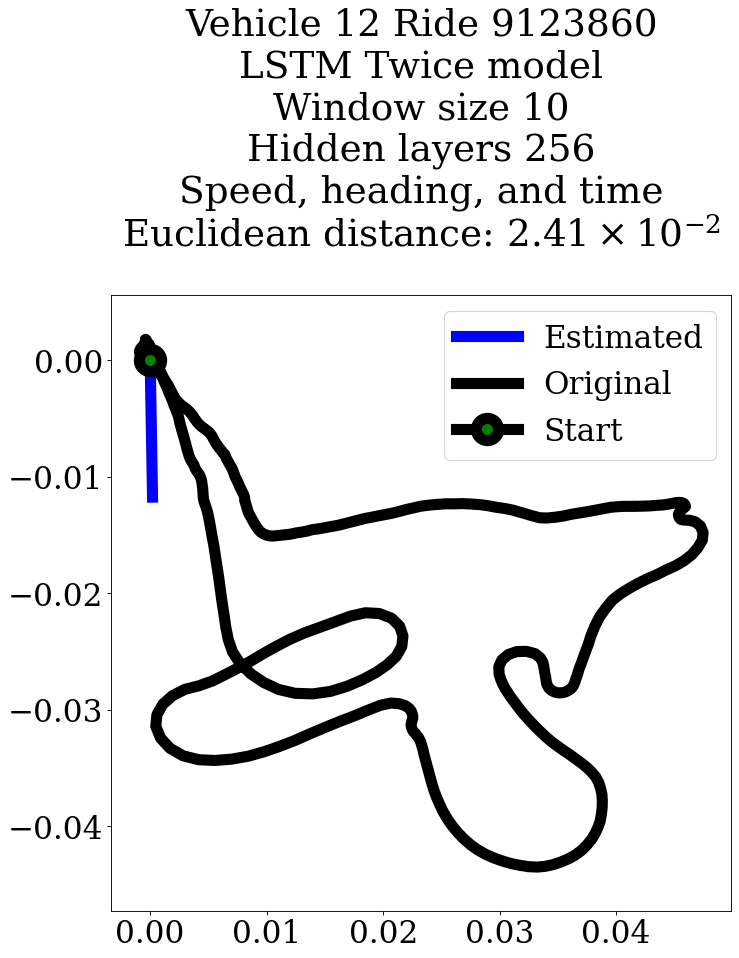 Vehicle 12 Ride 9123860
LSTM Twice model
Window size 10
Hidden layers 256
Speed, heading, and time
Euclidean distance: 2.41 × 10⁻²
Estimated
Original
Start
0.00
−0.01
−0.02
−0.03
−0.04
0.00 0.01 0.02 0.03 0.04